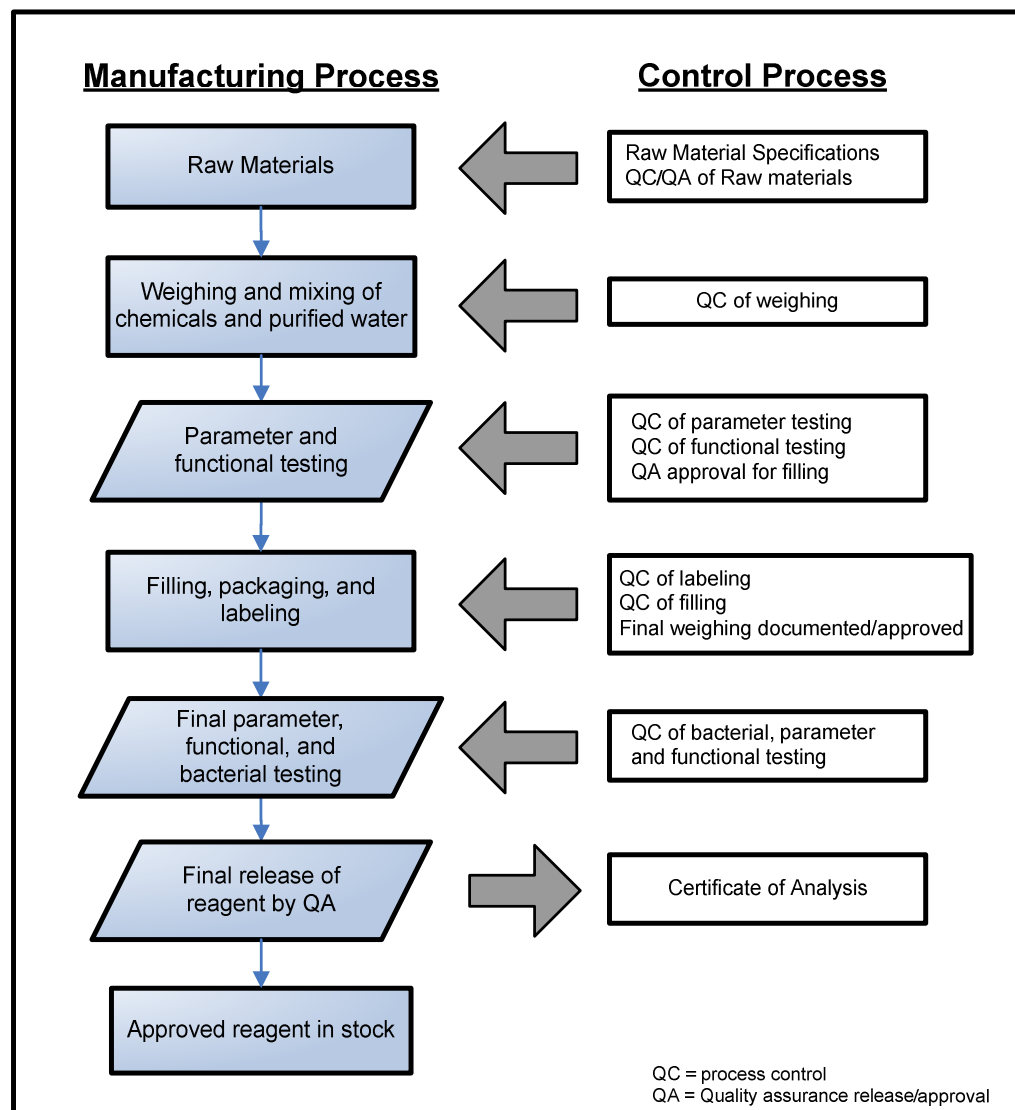 Manufacturing Process
Control Process
Raw Materials
Raw Material Specifications
QC/QA of Raw materials
Weighing and mixing of
chemicals and purified water
QC of weighing
Parameter and
functional testing
QC of parameter testing
QC of functional testing
QA approval for filling
Filling, packaging, and
labeling
QC of labeling
QC of filling
Final weighing documented/approved
Final parameter,
functional, and
bacterial testing
QC of bacterial, parameter
and functional testing
Final release of
reagent by QA
Certificate of Analysis
Approved reagent in stock
QC = process control
QA = Quality assurance release/approval